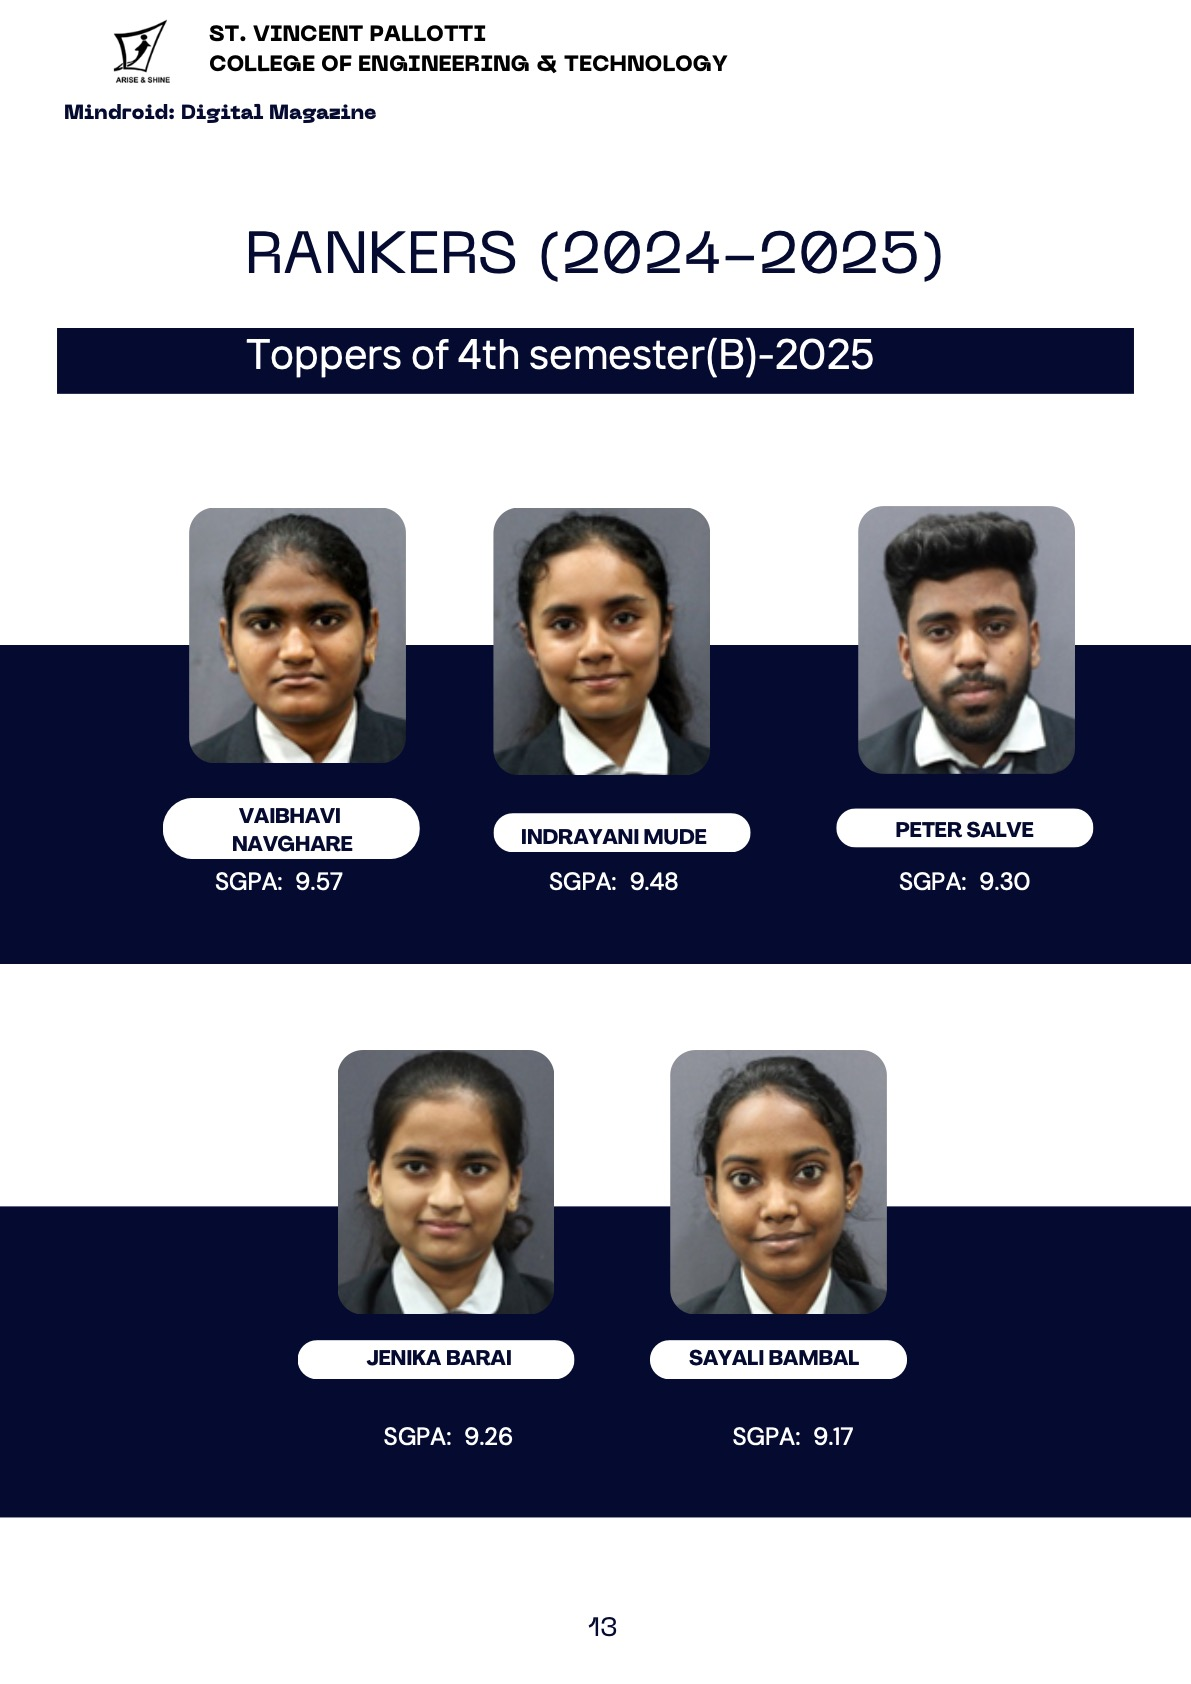 ST. VINCENT PALLOTTI
COLLEGE OF ENGINEERING & TECHNOLOGY
ARISE & SHINE
Mindroid: Digital Magazine
RANKERS (2024-2025)
Toppers of 4th semester(B)-2025
VAIBHAVI
NAVGHARE
INDRAYANI MUDE
PETER SALVE
SGPA: 9.57
SGPA: 9.48
SGPA: 9.30
JENIKA BARAI
SAYALI BAMBAL
SGPA: 9.26
SGPA: 9.17
13